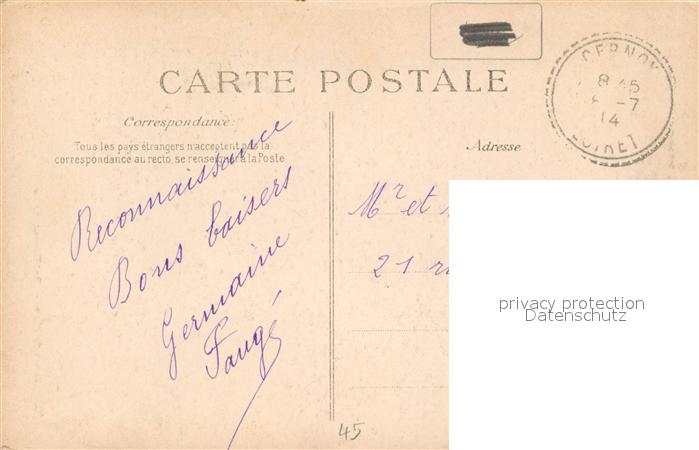 CARTE POSTALE
Correspondance:
Tous les pays étrangers n'acceptent pas la
correspondance au recto, se renseigner à la Poste
Reconnaissance
Bons baisers
Germaine
Faugé
Adresse
Mr et
21
CERNOY
8 45
-7
14
LOIRET
privacy protection
Datenschutz
45